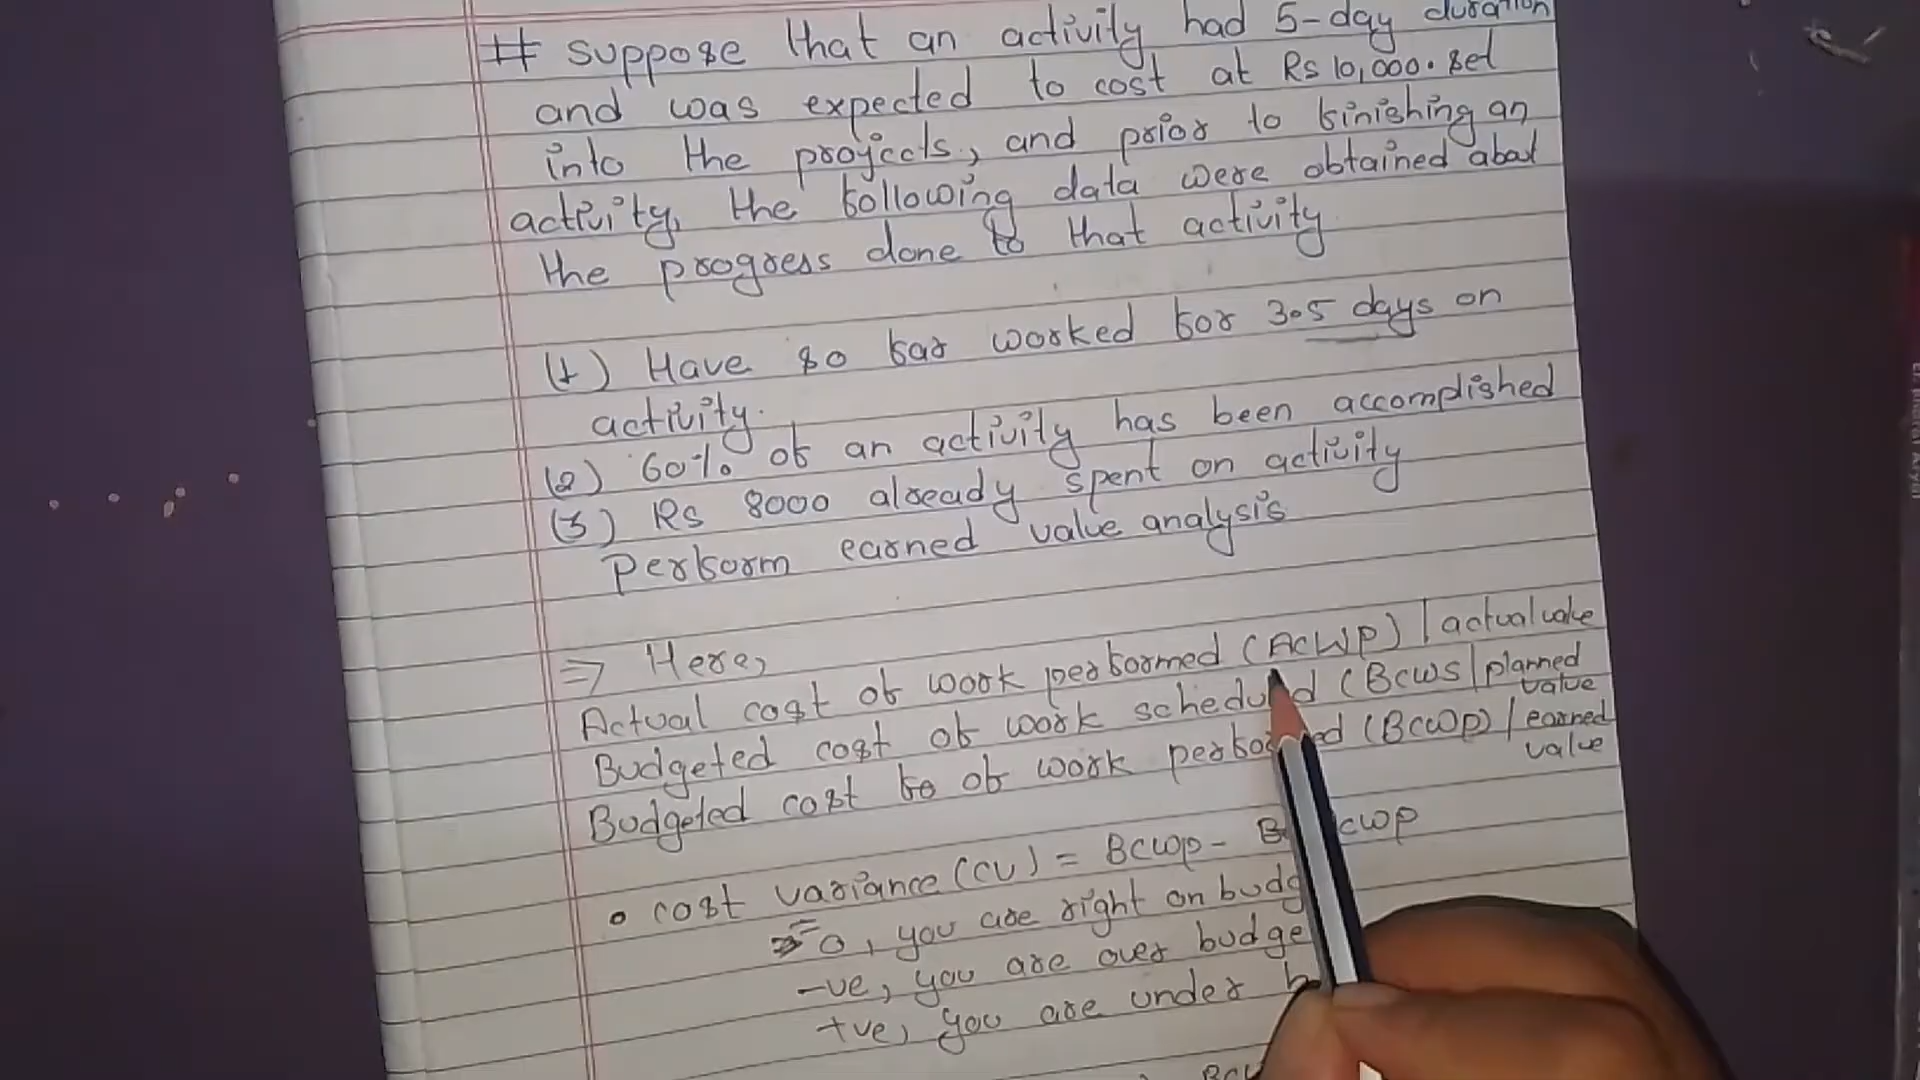 # suppose that an activity had 5-day duration
and was expected to cost at Rs 10,000. set
into the projects, and prior to finishing an
activity, the following data were obtained about
the progress done to that activity
(1) Have so far worked for 3.5 days on
activity.
(2) 60% of an activity has been accomplished
(3) Rs 8000 already spent on activity
Perform earned value analysis
⇒ Here,
Actual cost of work performed (ACWP) | actual value
Budgeted cost of work scheduled (BCWS | planned value
Budgeted cost to of work performed (BCWP) | earned value
• cost variance (CV) = BCWP - B CWP
=0, you are right on budg
-ve, you are over budge
+ve, you are under b